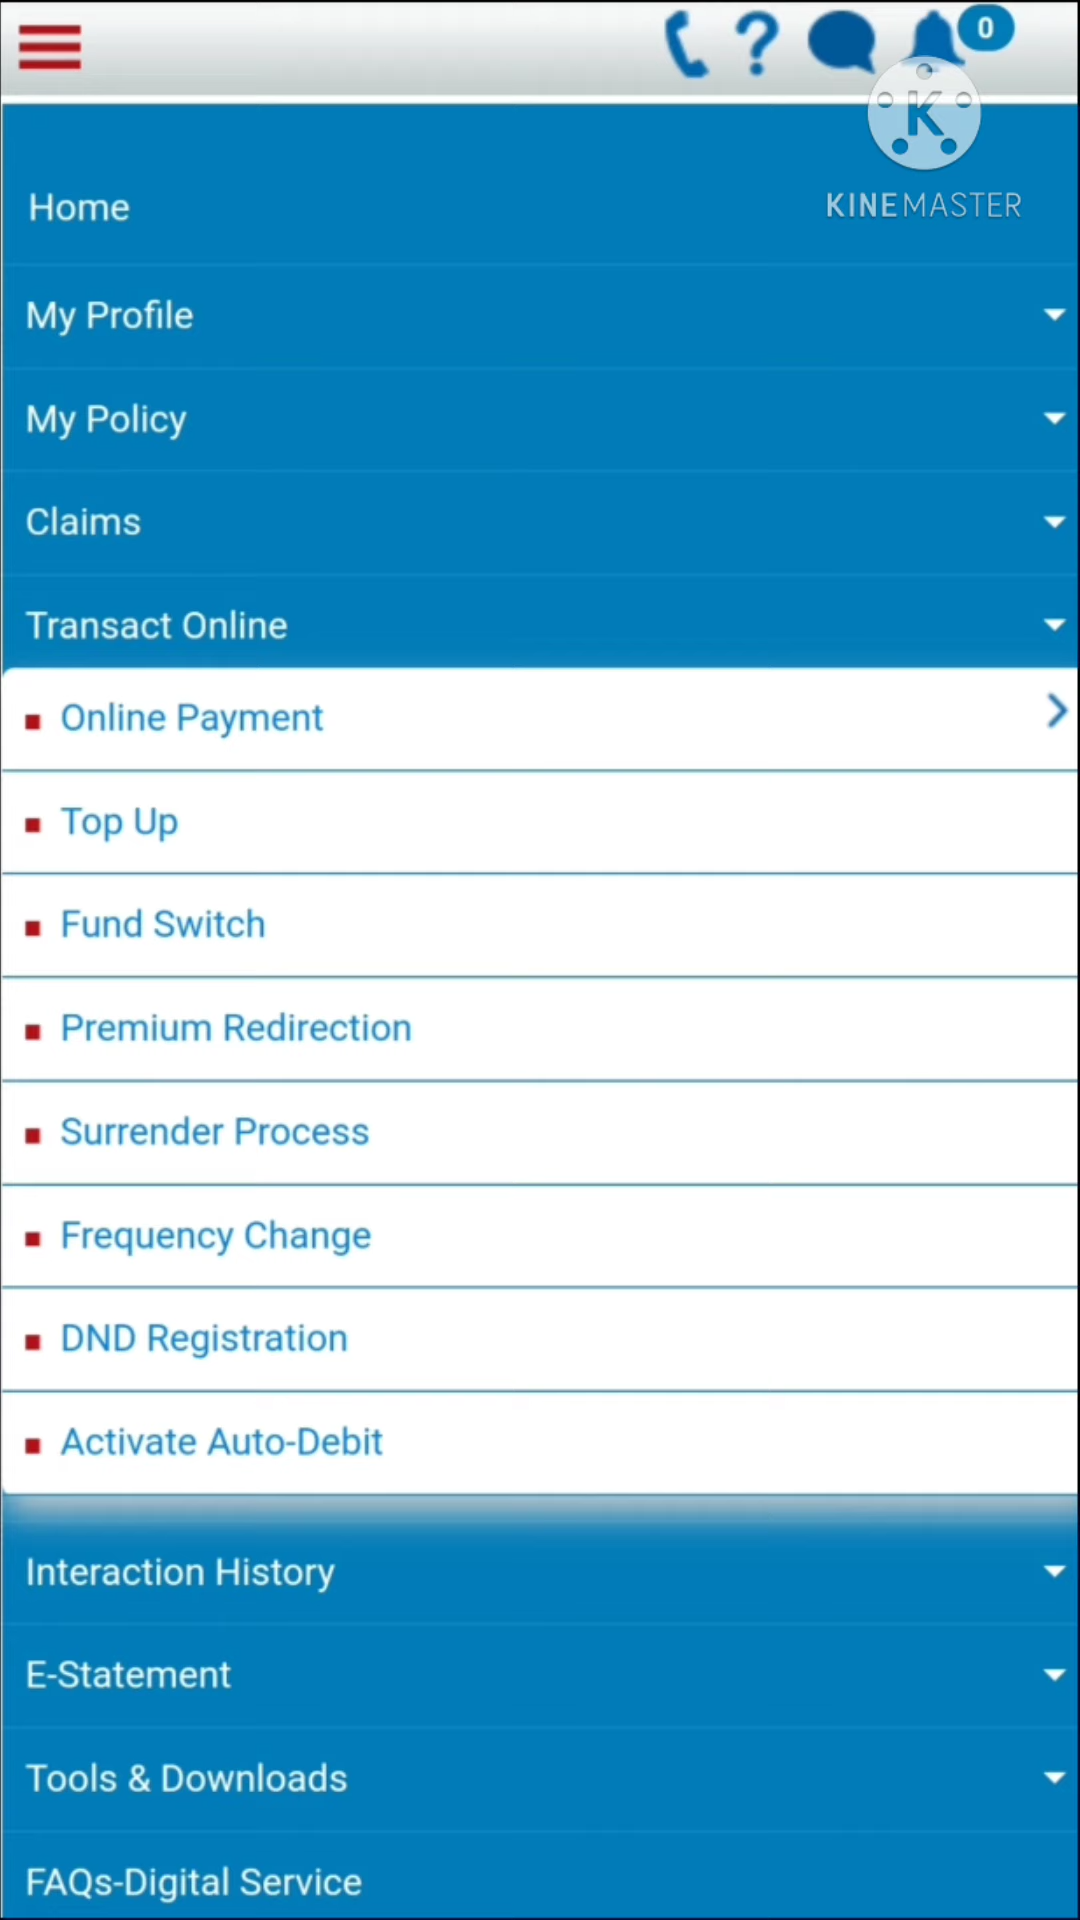 0
K
KINEMASTER
Home
My Profile
My Policy
Claims
Transact Online
Online Payment
Top Up
Fund Switch
Premium Redirection
Surrender Process
Frequency Change
DND Registration
Activate Auto-Debit
Interaction History
E-Statement
Tools & Downloads
FAQs-Digital Service